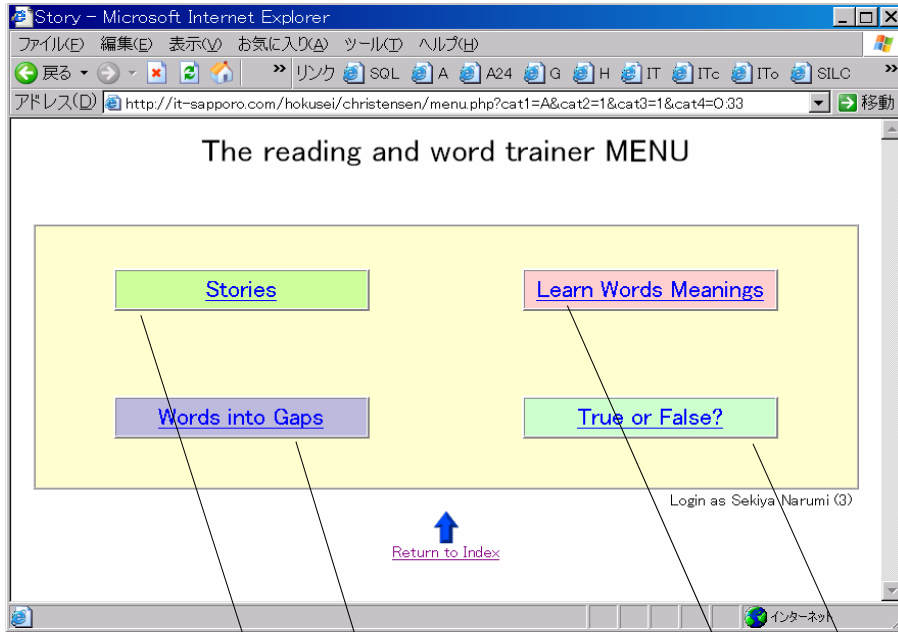 Story - Microsoft Internet Explorer
ファイル(F) 編集(E) 表示(V) お気に入り(A) ツール(T) ヘルプ(H)
戻る » リンク SQL A A24 G H IT ITc ITo SILC »
アドレス(D) http://it-sapporo.com/hokusei/christensen/menu.php?cat1=A&cat2=1&cat3=1&cat4=O:33 移動
The reading and word trainer MENU
Stories Learn Words Meanings
Words into Gaps True or False?
Login as Sekiya Narumi (3)
Return to Index
インターネット